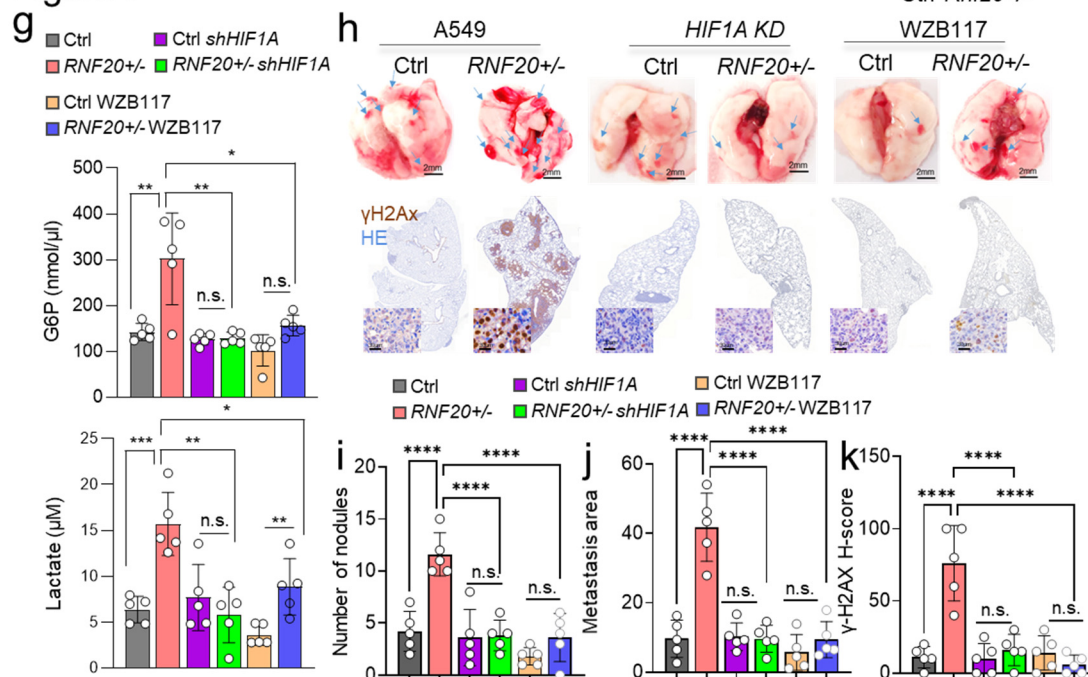 g
Ctrl
Ctrl shHIF1A
RNF20+/-
RNF20+/- shHIF1A
Ctrl WZB117
RNF20+/- WZB117
G6P (nmol/µl)
500
400
300
200
100
0
**
**
*
n.s.
n.s.
Lactate (µM)
25
20
15
10
5
0
***
**
*
n.s.
**
h
A549
HIF1A KD
WZB117
Ctrl
RNF20+/-
Ctrl
RNF20+/-
Ctrl
RNF20+/-
2mm
2mm
2mm
2mm
2mm
2mm
γH2Ax
HE
Ctrl
Ctrl shHIF1A
Ctrl WZB117
RNF20+/-
RNF20+/- shHIF1A
RNF20+/- WZB117
i
Number of nodules
20
15
10
5
0
****
****
****
n.s.
n.s.
j
Metastasis area
60
40
20
0
****
****
****
n.s.
n.s.
k
γ-H2AX H-score
150
100
50
0
****
****
****
n.s.
n.s.